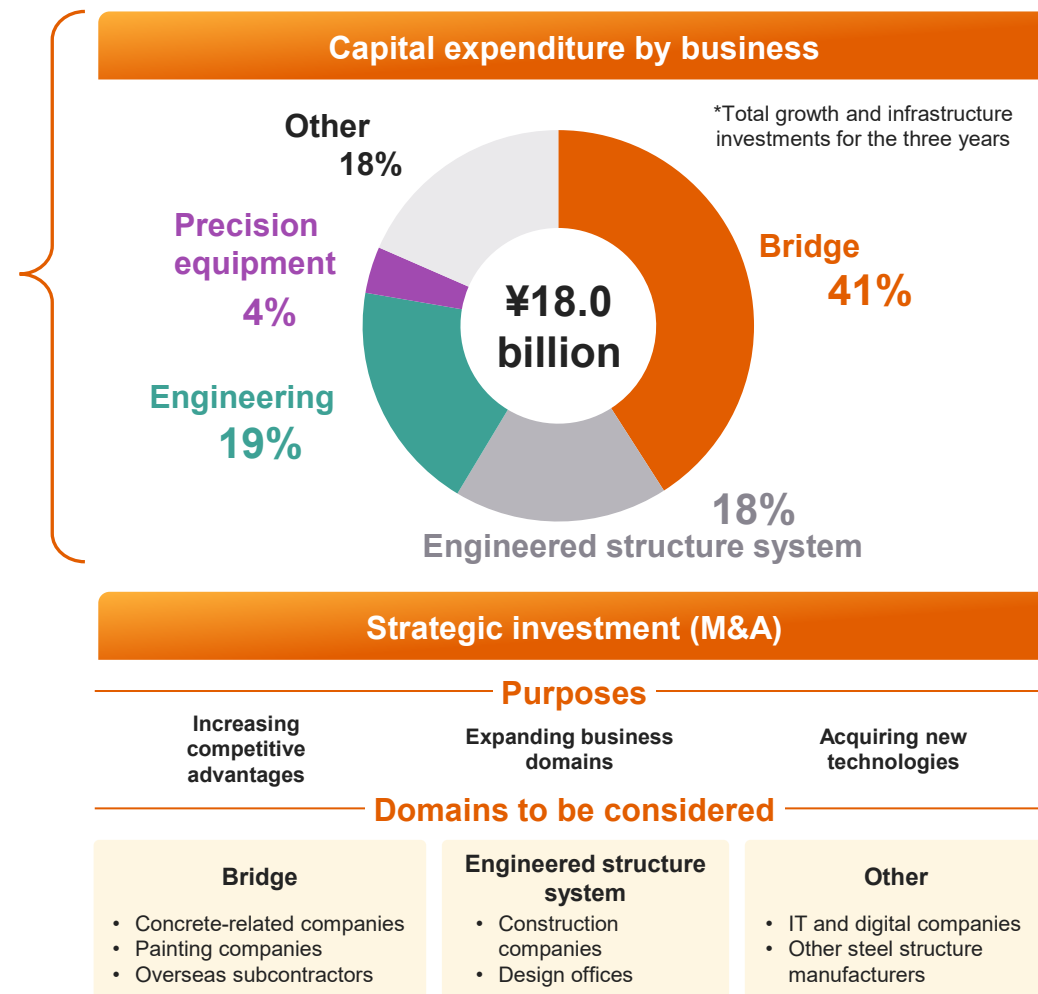 Capital expenditure by business
*Total growth and infrastructure
investments for the three years
Other
18%
Precision
equipment
4%
Engineering
19%
¥18.0
billion
Bridge
41%
18%
Engineered structure system
Strategic investment (M&A)
Purposes
Increasing
competitive
advantages
Expanding business
domains
Acquiring new
technologies
Domains to be considered
Bridge
• Concrete-related companies
• Painting companies
• Overseas subcontractors
Engineered structure
system
• Construction
companies
• Design offices
Other
• IT and digital companies
• Other steel structure
manufacturers